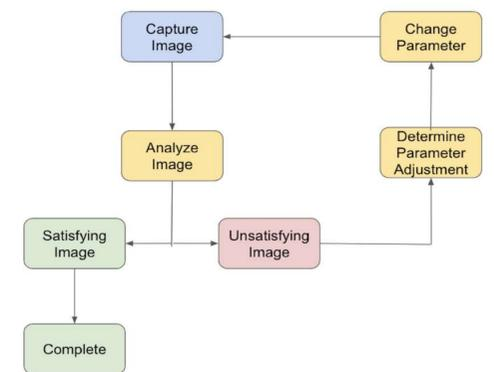 Capture
Image
Change
Parameter
Analyze
Image
Determine
Parameter
Adjustment
Satisfying
Image
Unsatisfying
Image
Complete